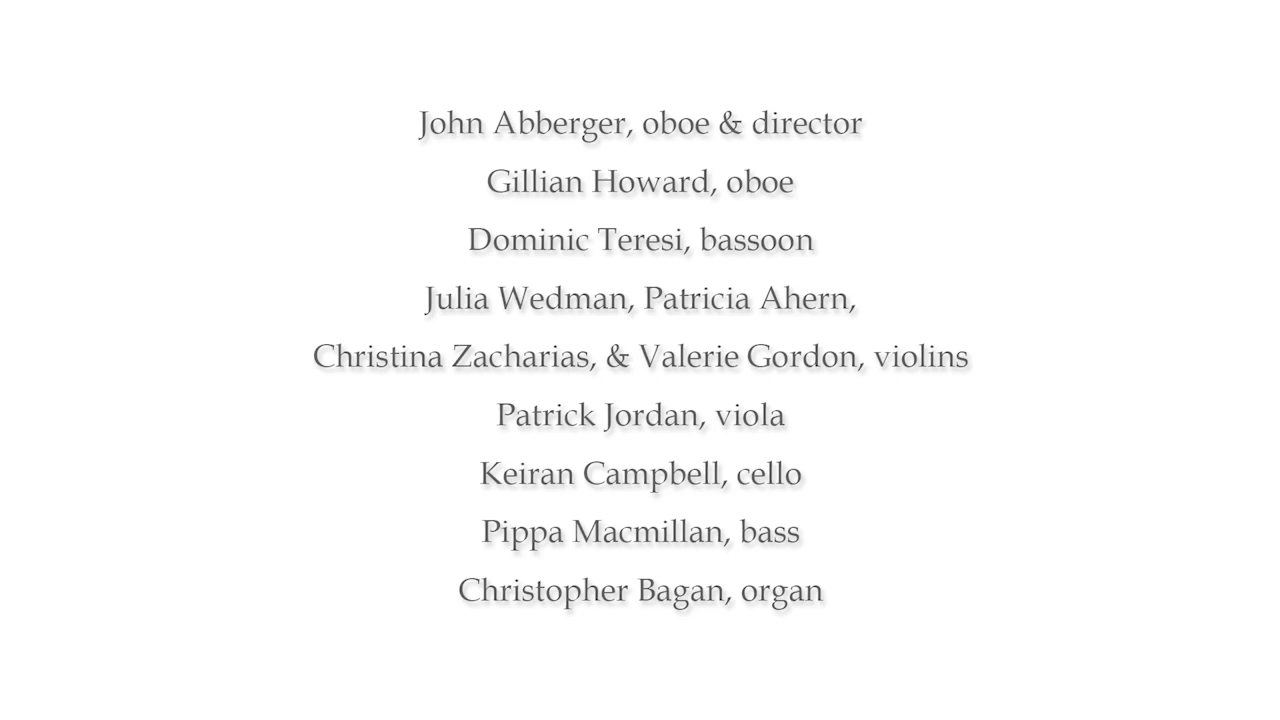 John Abberger, oboe & director
Gillian Howard, oboe
Dominic Teresi, bassoon
Julia Wedman, Patricia Ahern,
Christina Zacharias, & Valerie Gordon, violins
Patrick Jordan, viola
Keiran Campbell, cello
Pippa Macmillan, bass
Christopher Bagan, organ